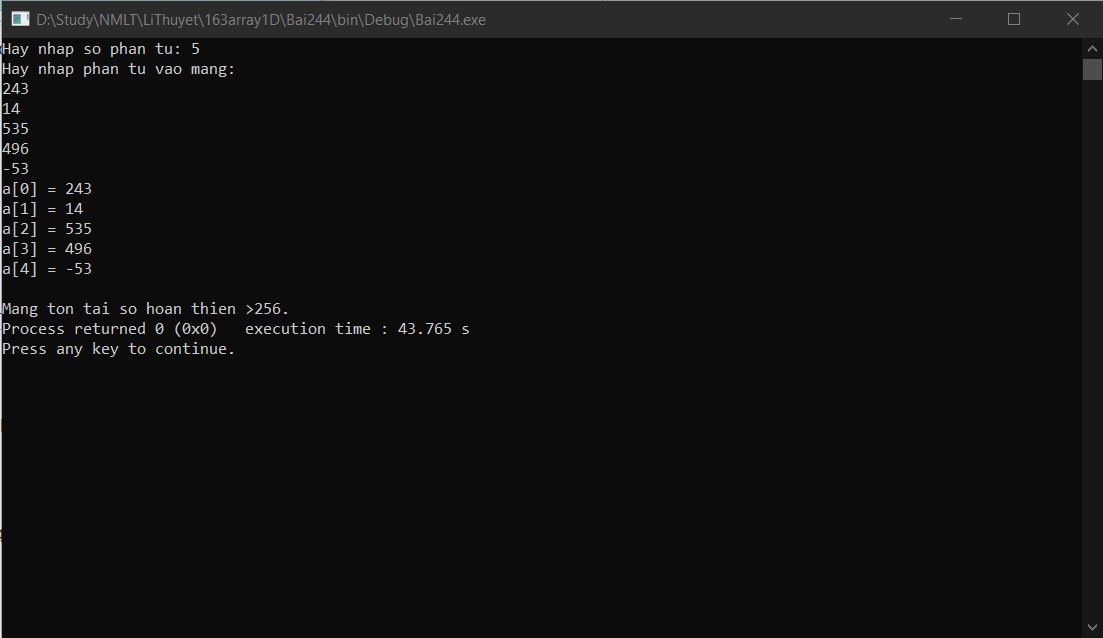 D:\Study\NMLT\LiThuyet\163array1D\Bai244\bin\Debug\Bai244.exe
Hay nhap so phan tu: 5
Hay nhap phan tu vao mang:
243
14
535
496
-53
a[0] = 243
a[1] = 14
a[2] = 535
a[3] = 496
a[4] = -53
Mang ton tai so hoan thien >256.
Process returned 0 (0x0)   execution time : 43.765 s
Press any key to continue.